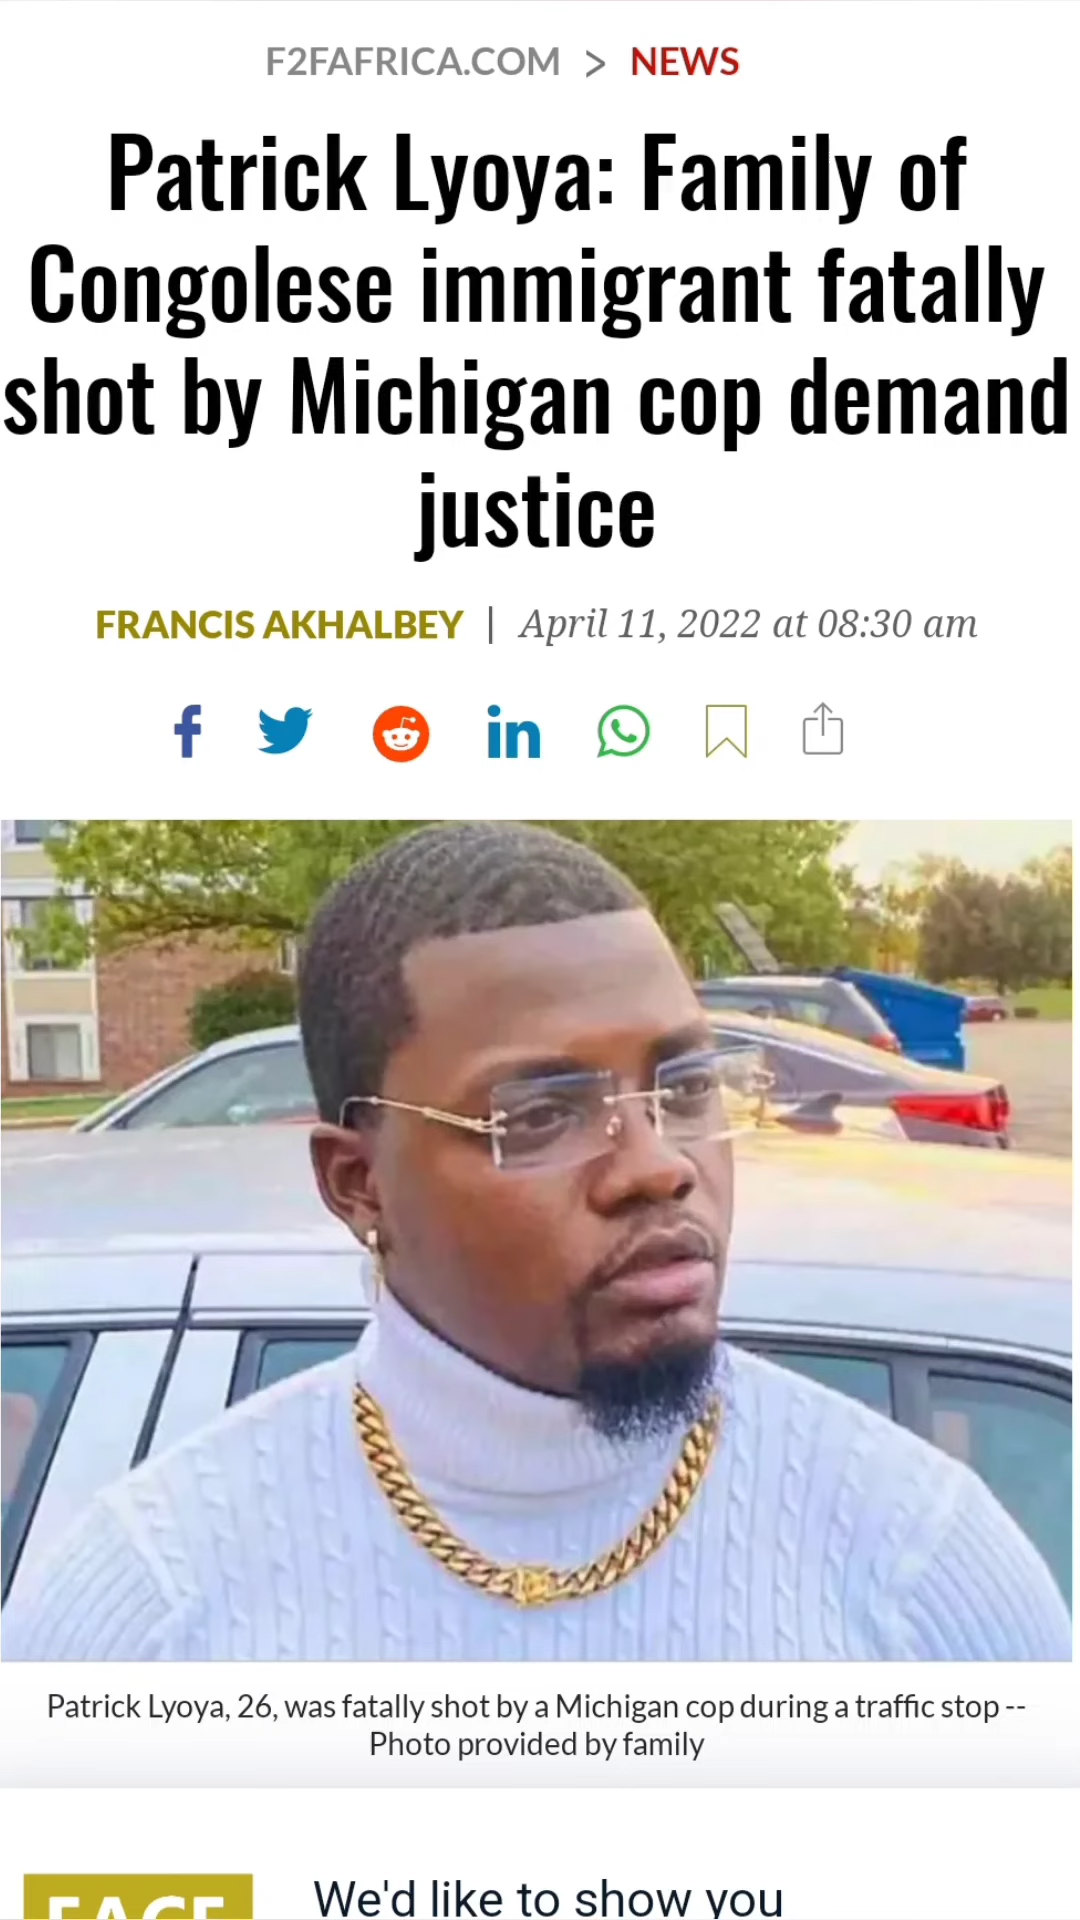 F2FAFRICA.COM > NEWS
Patrick Lyoya: Family of
Congolese immigrant fatally
shot by Michigan cop demand
justice
FRANCIS AKHALBEY | April 11, 2022 at 08:30 am
Patrick Lyoya, 26, was fatally shot by a Michigan cop during a traffic stop --
Photo provided by family
FACE
We'd like to show you